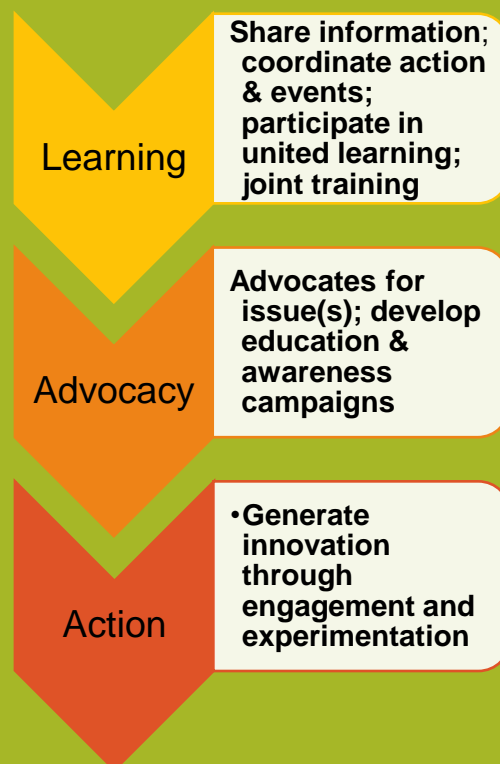 Learning
Share information;
coordinate action
& events;
participate in
united learning;
joint training
Advocacy
Advocates for
issue(s); develop
education &
awareness
campaigns
Action
•Generate
innovation
through
engagement and
experimentation